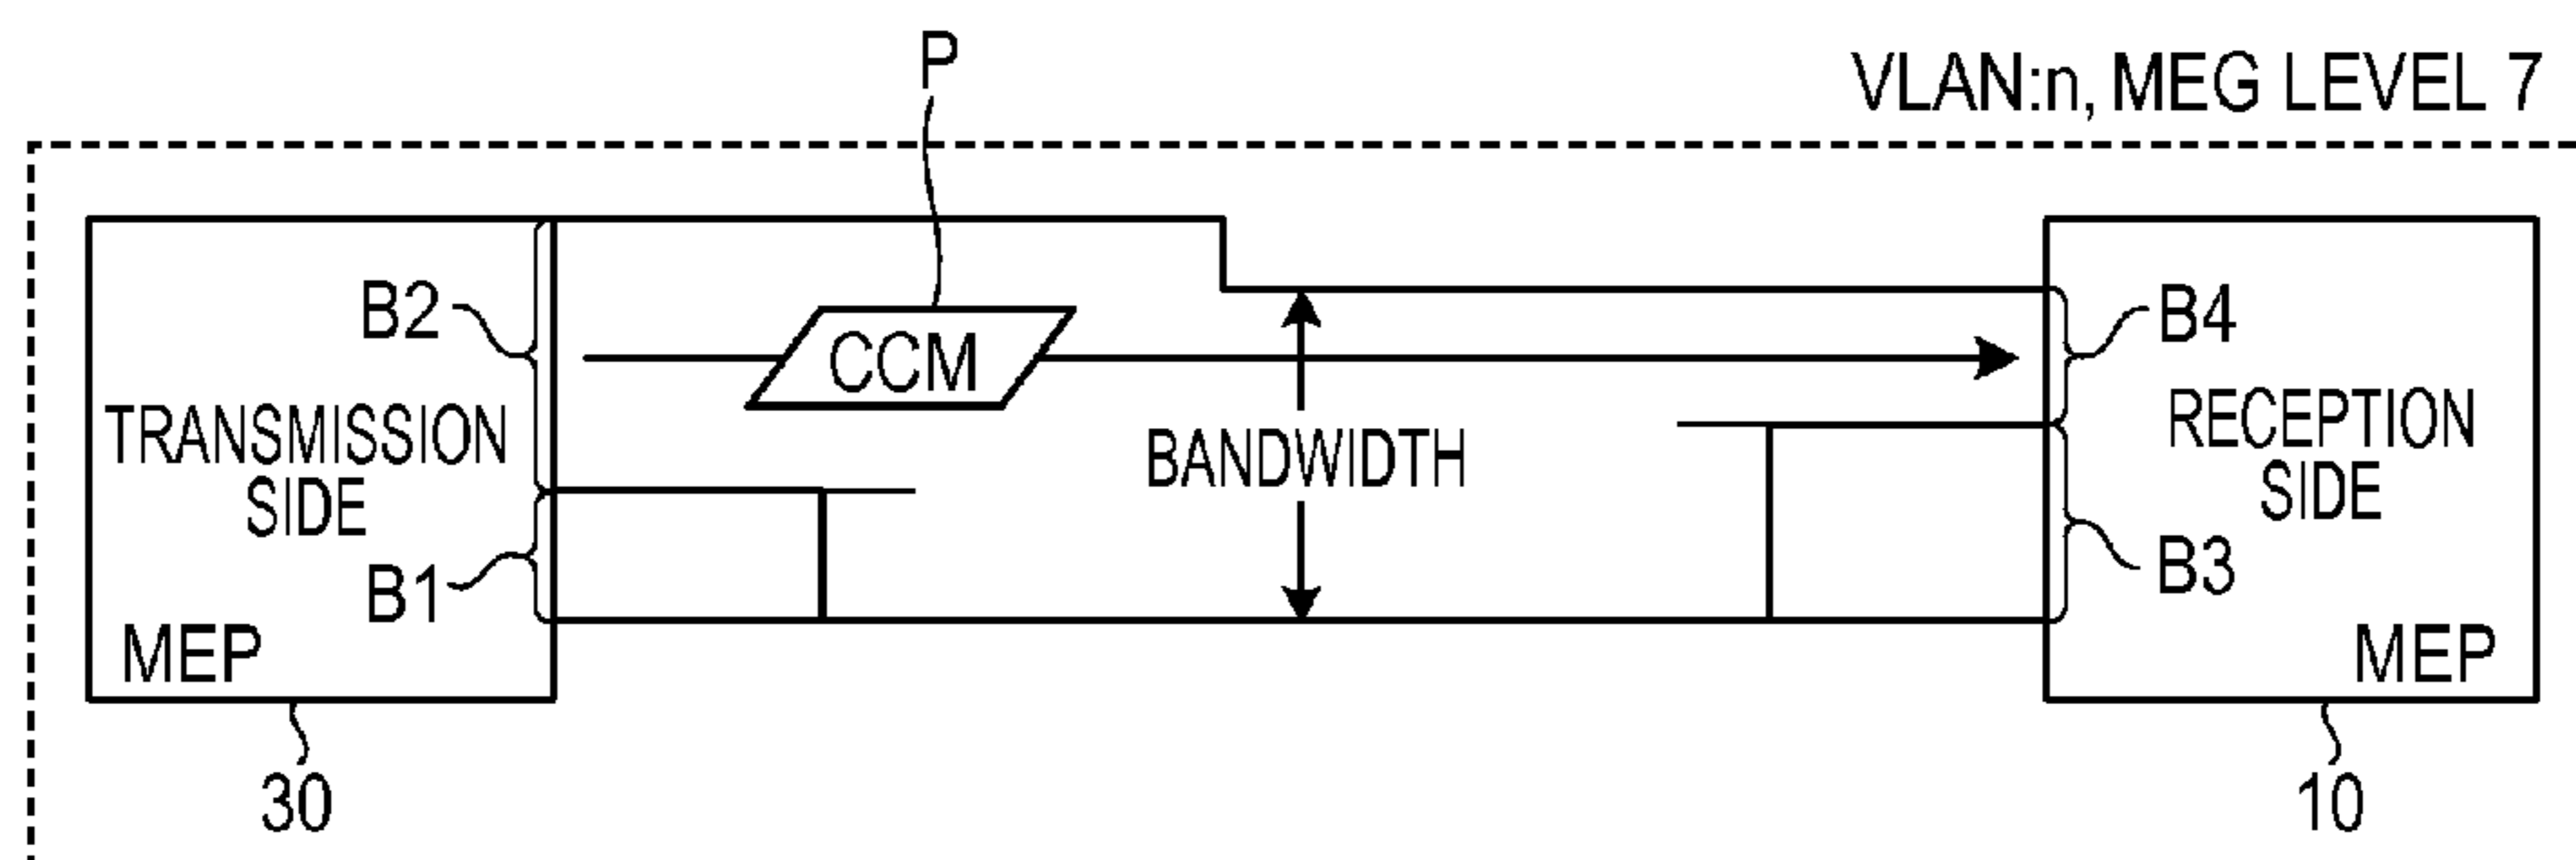 P
VLAN:n, MEG LEVEL 7
B2
CCM
B4
TRANSMISSION
SIDE
BANDWIDTH
RECEPTION
SIDE
B1
B3
MEP
MEP
30
10